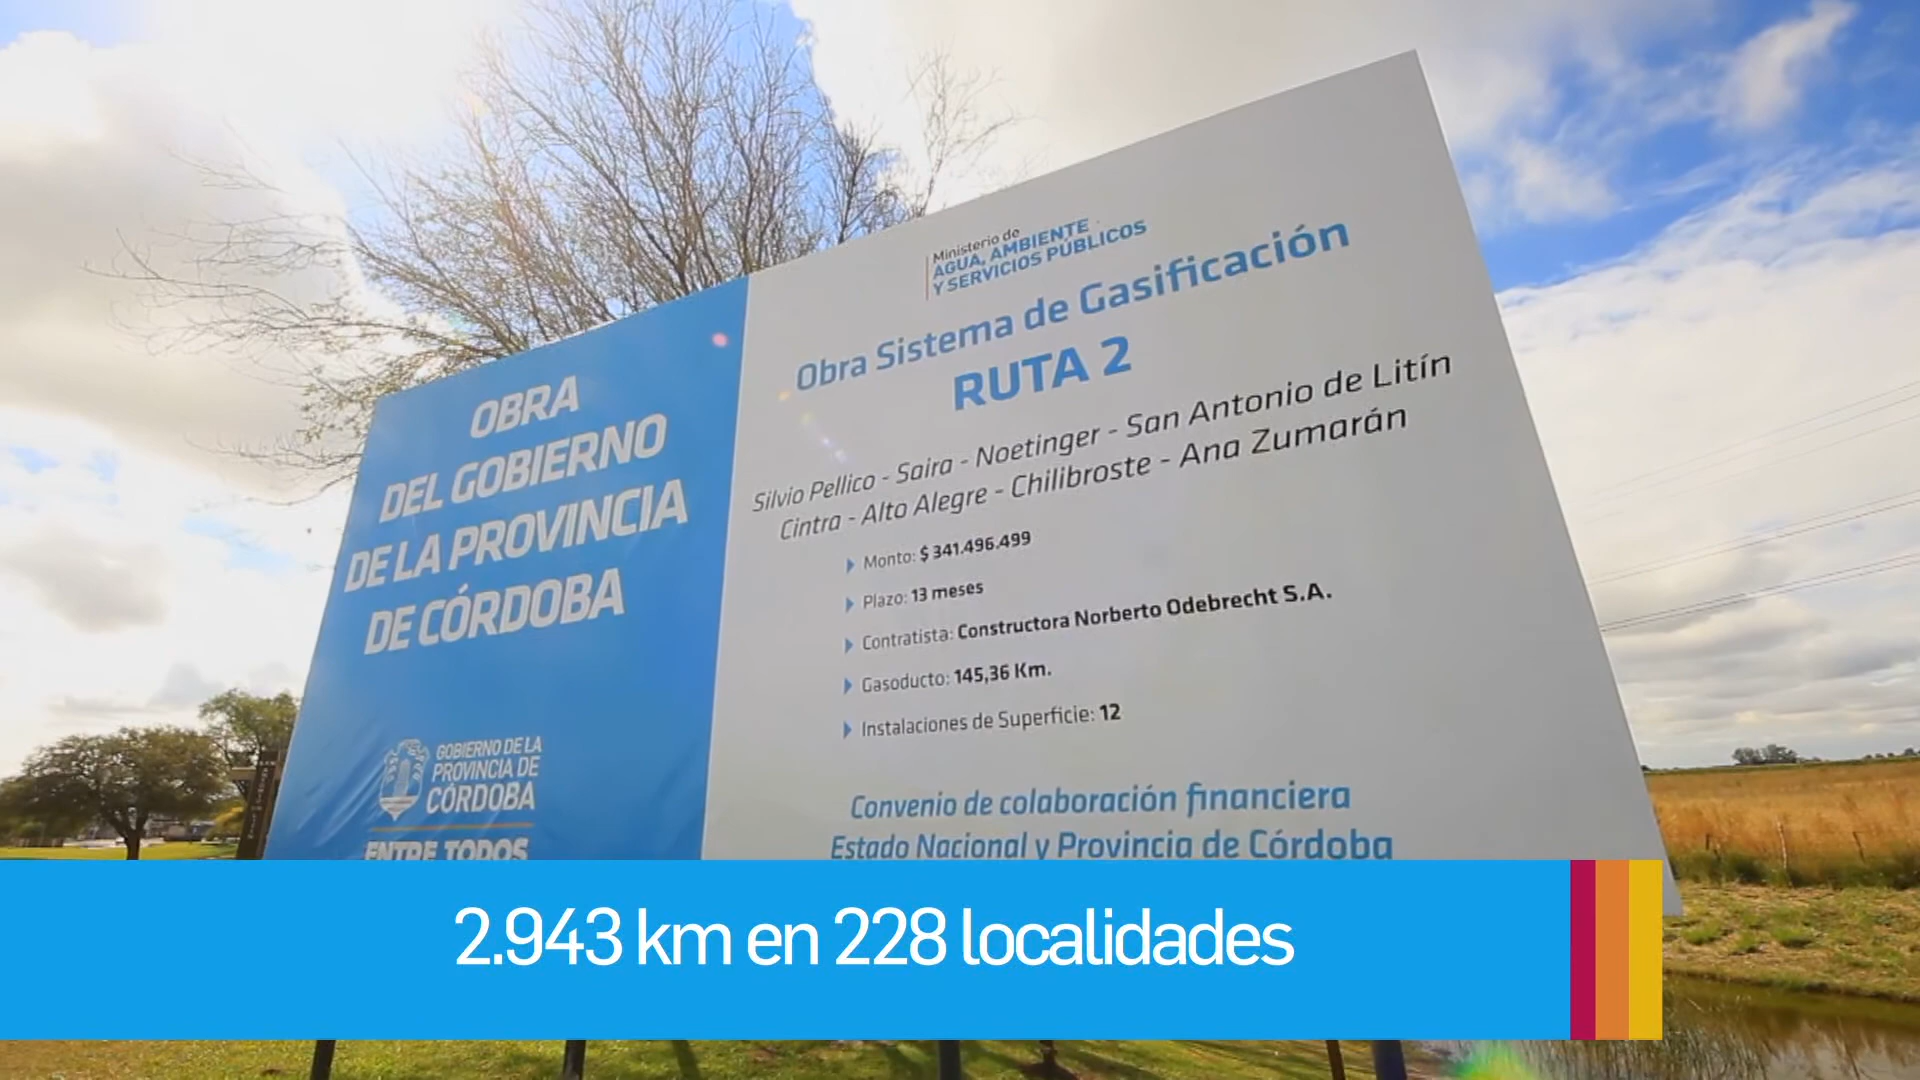 OBRA
DEL GOBIERNO
DE LA PROVINCIA
DE CÓRDOBA
GOBIERNO DE LA
PROVINCIA DE
CÓRDOBA
ENTRE TODOS
Ministerio de
AGUA, AMBIENTE
Y SERVICIOS PÚBLICOS
Obra Sistema de Gasificación
RUTA 2
Silvio Pellico - Saira - Noetinger - San Antonio de Litín
Cintra - Alto Alegre - Chilibroste - Ana Zumarán
Monto: $ 341.496.499
Plazo: 13 meses
Contratista: Constructora Norberto Odebrecht S.A.
Gasoducto: 145,36 Km.
Instalaciones de Superficie: 12
Convenio de colaboración financiera
Estado Nacional y Provincia de Córdoba
2.943 km en 228 localidades